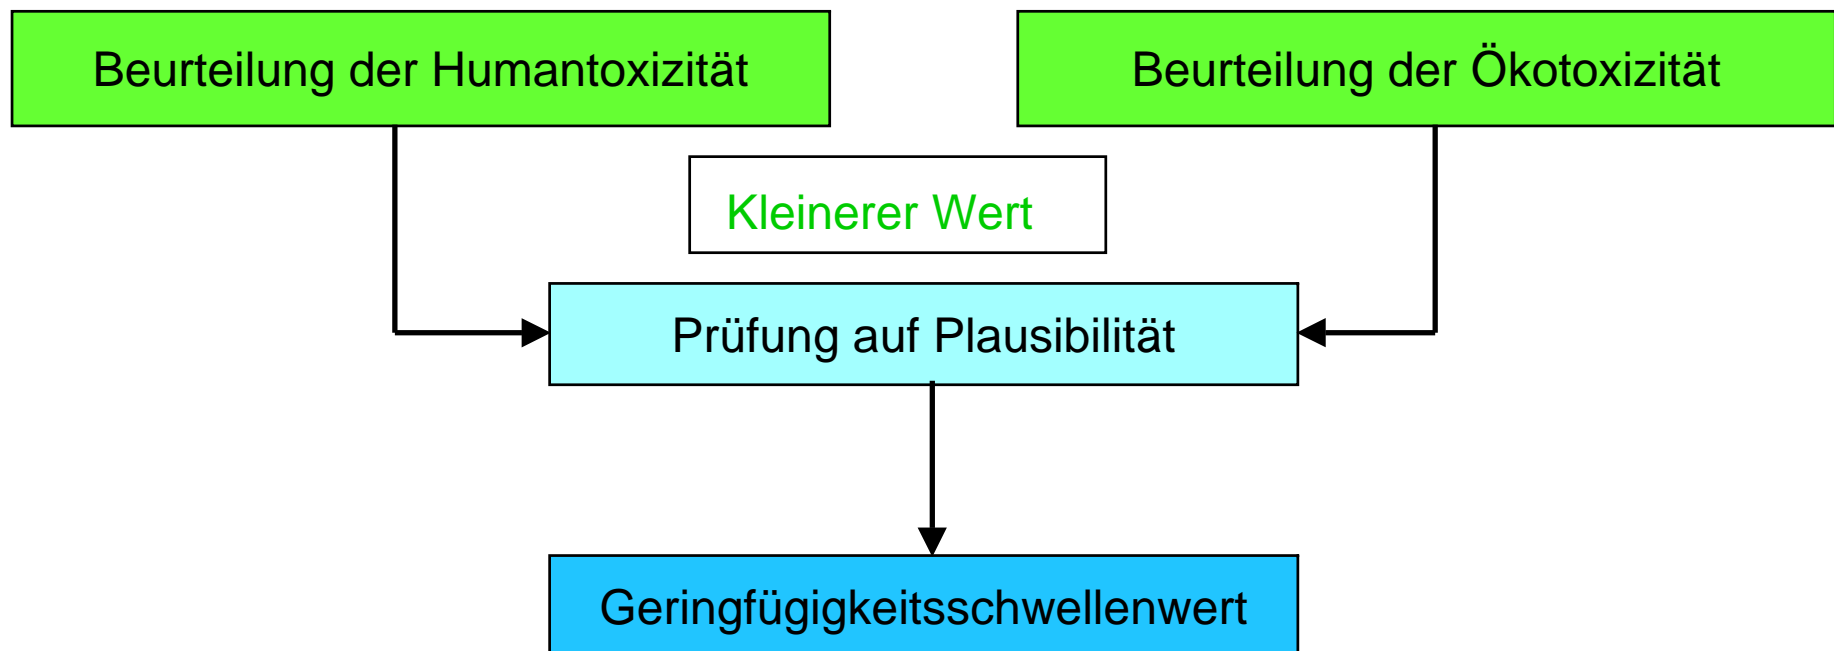 Beurteilung der Humantoxizität
Beurteilung der Ökotoxizität
Kleinerer Wert
Prüfung auf Plausibilität
Geringfügigkeitsschwellenwert